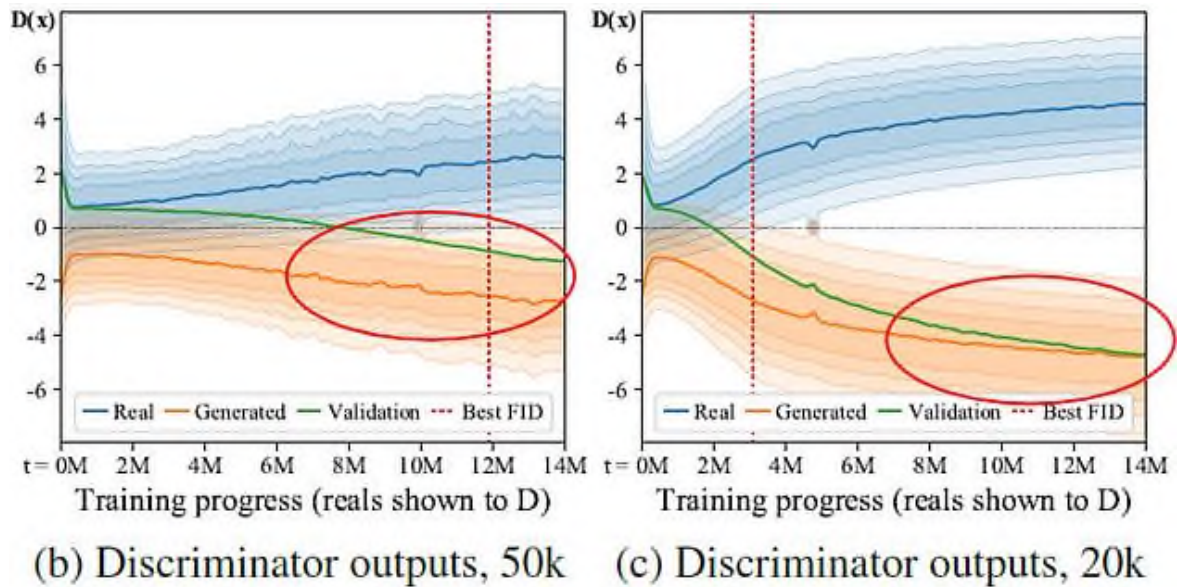 D(x)
6
4
2
0
-2
-4
-6
Real Generated Validation Best FID
t = 0M 2M 4M 6M 8M 10M 12M 14M
Training progress (reals shown to D)
(b) Discriminator outputs, 50k
D(x)
6
4
2
0
-2
-4
-6
Real Generated Validation Best FID
t = 0M 2M 4M 6M 8M 10M 12M 14M
Training progress (reals shown to D)
(c) Discriminator outputs, 20k